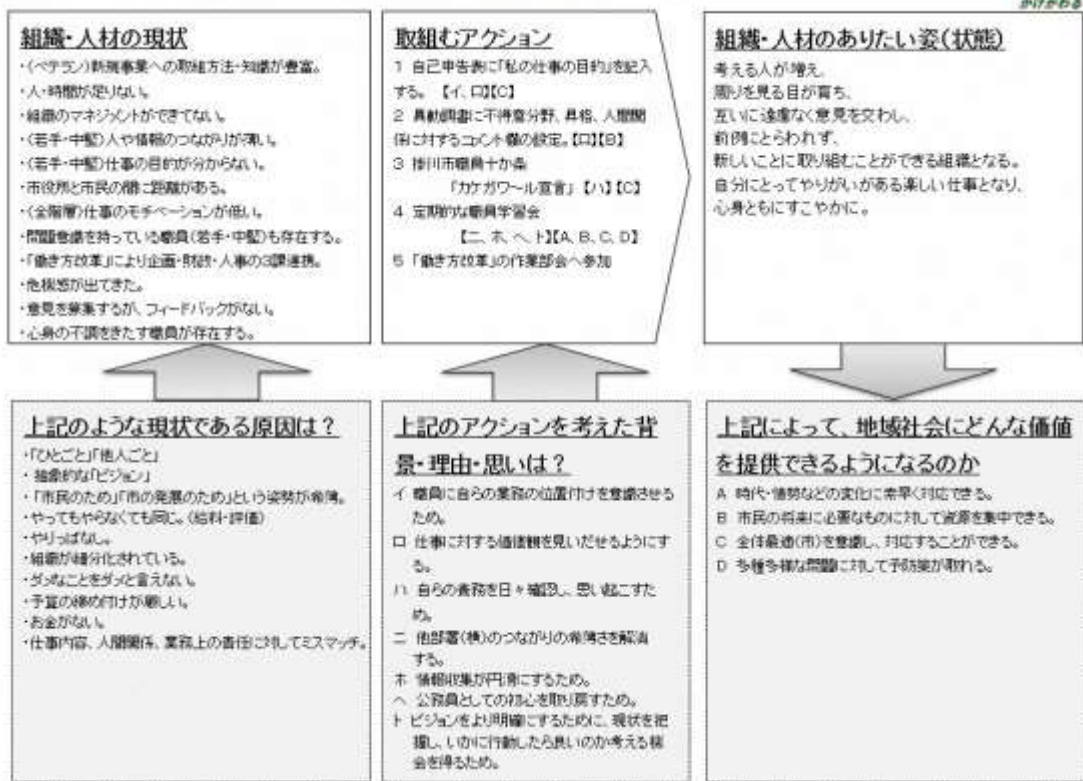 かけがわる
組織・人材の現状
・(ベテラン)新規事業への取組方法・知識が豊富。
・人・時間が足りない。
・組織のマネジメントができてない。
・(若手・中堅)人や情報のつながりが薄い。
・(若手・中堅)仕事の目的が分からない。
・市役所と市民の間に距離がある。
・(全階層)仕事のモチベーションが低い。
・問題意識を持っている職員(若手・中堅)も存在する。
・「働き方改革」により企画・財政・人事の3課連携。
・危機感が出てきた。
・意見を募集するが、フィードバックがない。
・心身の不調をきたす職員が存在する。
取組むアクション
1 自己申告表に「私の仕事の目的」を記入
する。 【イ、ロ】【C】
2 異動調書に不得意分野、昇格、人間関
係に対するコメント欄の設定。【ロ】【B】
3 掛川市職員十か条
「カケガワール宣言」 【ハ】【C】
4 定期的な職員学習会
【ニ、ホ、ヘ、ト】【A、B、C、D】
5 「働き方改革」の作業部会へ参加
組織・人材のありたい姿(状態)
考える人が増え、
周りを見る目が育ち、
互いに遠慮なく意見を交わし、
前例にとらわれず、
新しいことに取り組むことができる組織となる。
自分にとってやりがいがある楽しい仕事となり、
心身ともにすこやかに。
上記のような現状である原因は?
・「ひとごと」「他人ごと」
・ 抽象的な「ビジョン」
・「市民のため」「市の発展のため」という姿勢が希薄。
・やってもやらなくても同じ。(給料・評価)
・やりっぱなし。
・組織が細分化されている。
・ダメなことをダメと言えない。
・予算の締め付けが厳しい。
・お金がない。
・仕事内容、人間関係、業務上の責任に対してミスマッチ。
上記のアクションを考えた背
景・理由・思いは?
イ 職員に自らの業務の位置付けを意識させる
ため。
ロ 仕事に対する価値観を見いだせるようにす
る。
ハ 自らの責務を日々確認し、思い起こすた
め。
ニ 他部署(横)のつながりの希薄さを解消
する。
ホ 情報収集が円滑にするため。
ヘ 公務員としての初心を取り戻すため。
ト ビジョンをより明確にするために、現状を把
握し、いかに行動したら良いのか考える機
会を得るため。
上記によって、地域社会にどんな価値
を提供できるようになるのか
A 時代・情勢などの変化に素早く対応できる。
B 市民の将来に必要なものに対して資源を集中できる。
C 全体最適(市)を意識し、対応することができる。
D 多種多様な問題に対して予防策が取れる。